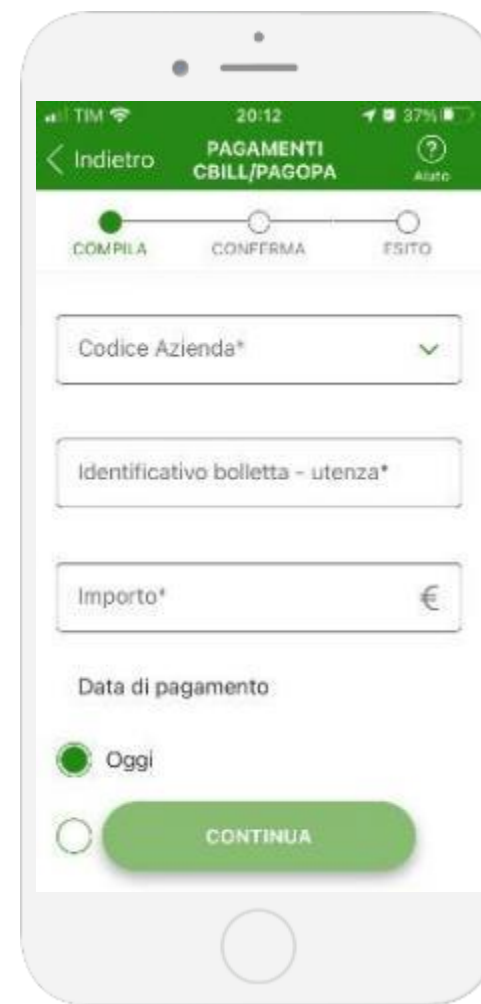 TIM 20:12 37%
Indietro PAGAMENTI ?
CBILL/PAGOPA Aiuto
COMPILA CONFERMA ESITO
Codice Azienda*
Identificativo bolletta - utenza*
Importo* €
Data di pagamento
Oggi
CONTINUA